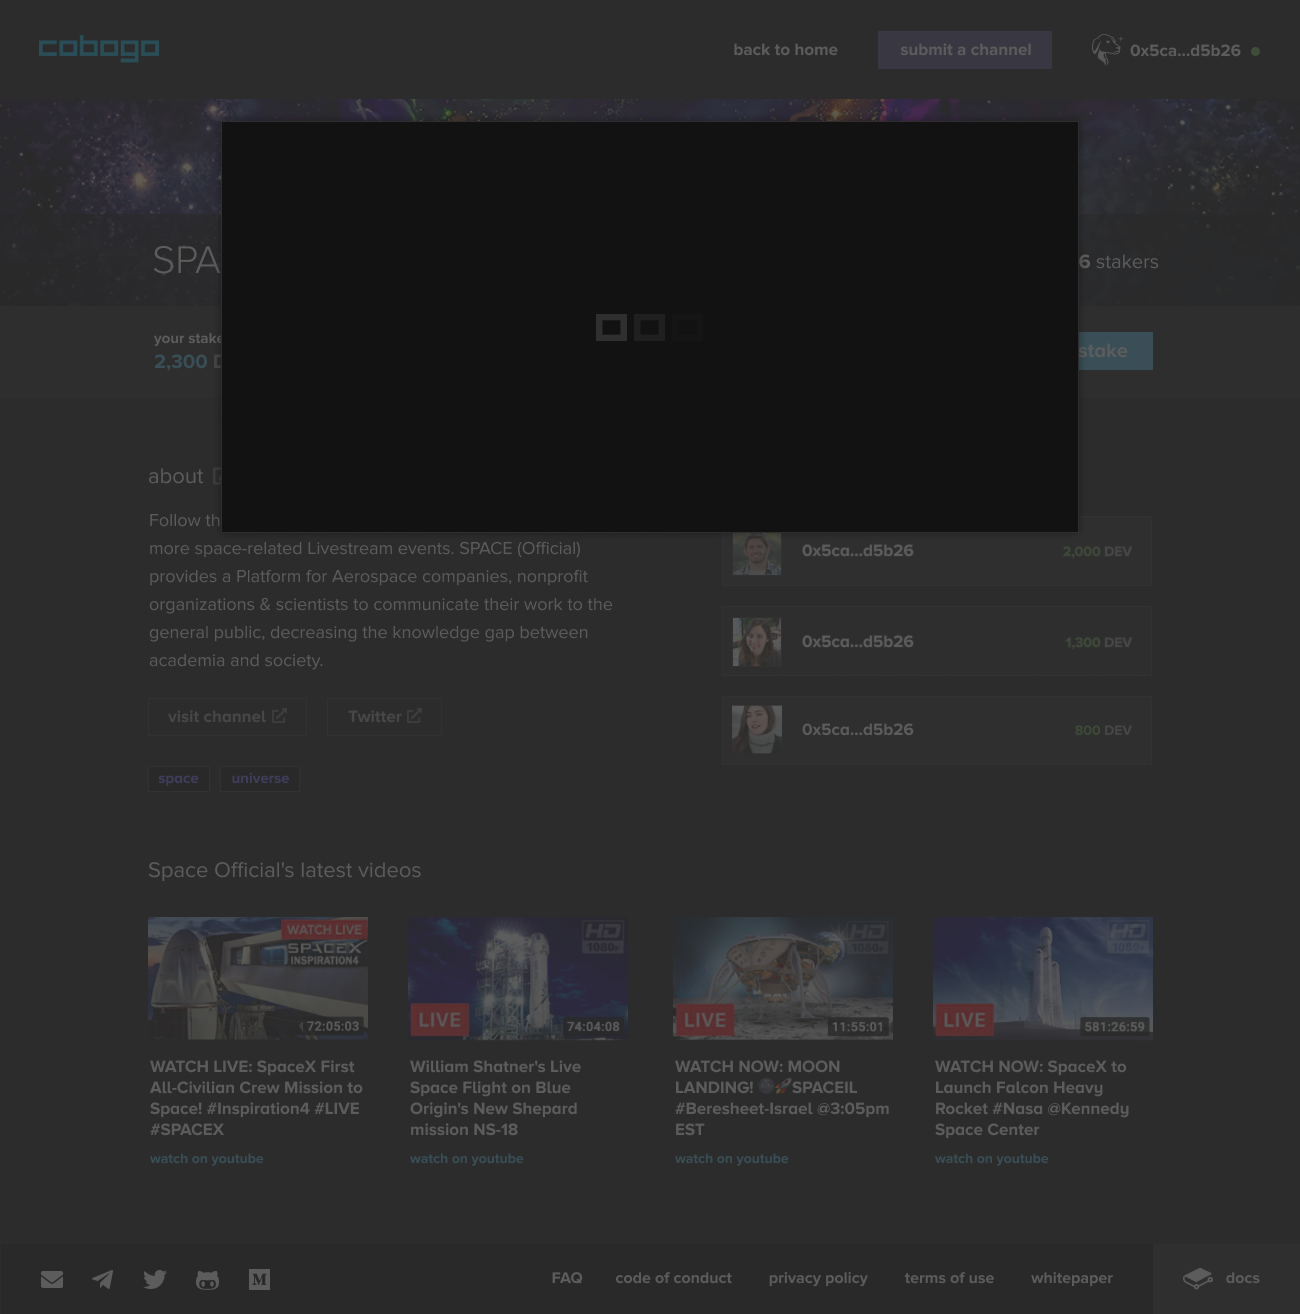 cobogo
back to home
submit a channel
0x5ca...d5b26
SPA
6 stakers
your stake
2,300
stake
about
Follow th
more space-related Livestream events. SPACE (Official)
provides a Platform for Aerospace companies, nonprofit
organizations & scientists to communicate their work to the
general public, decreasing the knowledge gap between
academia and society.
visit channel
Twitter
space
universe
0x5ca...d5b26
2,000 DEV
0x5ca...d5b26
1,300 DEV
0x5ca...d5b26
800 DEV
Space Official's latest videos
WATCH LIVE
SPACEX
INSPIRATION4
72:05:03
HD
1080p
LIVE
74:04:08
HD
1080p
LIVE
11:55:01
HD
1080p
LIVE
581:26:59
WATCH LIVE: SpaceX First
All-Civilian Crew Mission to
Space! #Inspiration4 #LIVE
#SPACEX
watch on youtube
William Shatner's Live
Space Flight on Blue
Origin's New Shepard
mission NS-18
watch on youtube
WATCH NOW: MOON
LANDING! 🌑🚀SPACEIL
#Beresheet-Israel @3:05pm
EST
watch on youtube
WATCH NOW: SpaceX to
Launch Falcon Heavy
Rocket #Nasa @Kennedy
Space Center
watch on youtube
M
FAQ
code of conduct
privacy policy
terms of use
whitepaper
docs